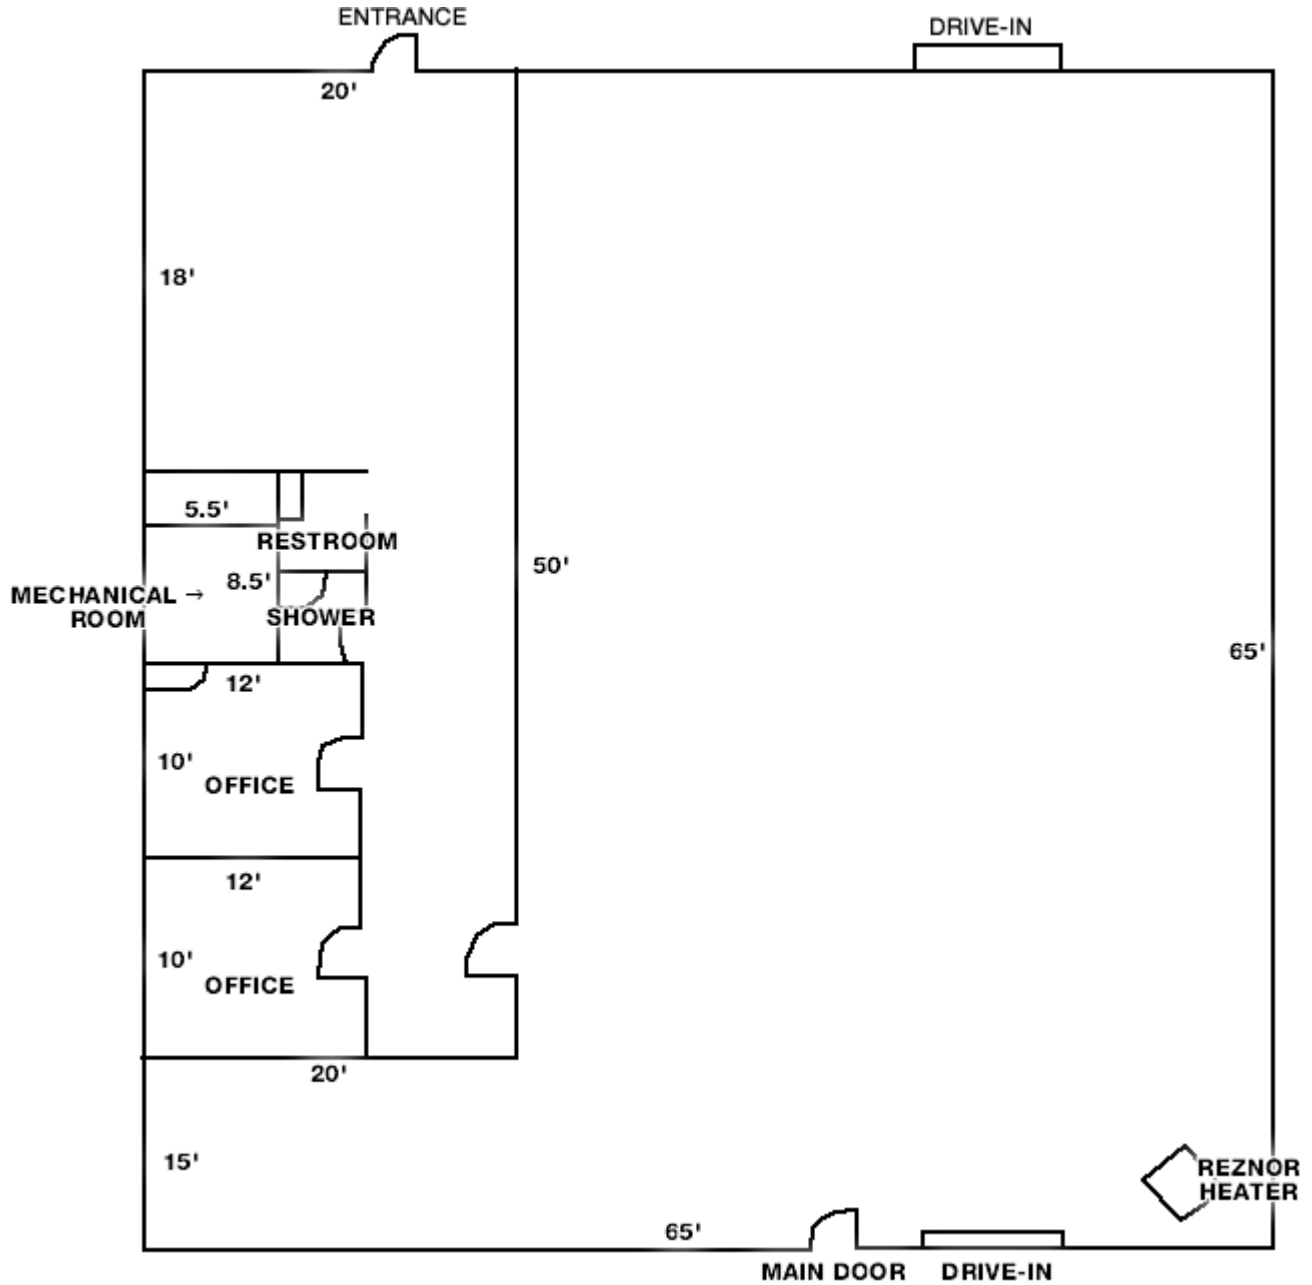 ENTRANCE
DRIVE-IN
20'
18'
5.5'
RESTROOM
50'
8.5'
MECHANICAL →
ROOM
SHOWER
65'
12'
10'
OFFICE
12'
10'
OFFICE
20'
15'
REZNOR
HEATER
65'
MAIN DOOR
DRIVE-IN